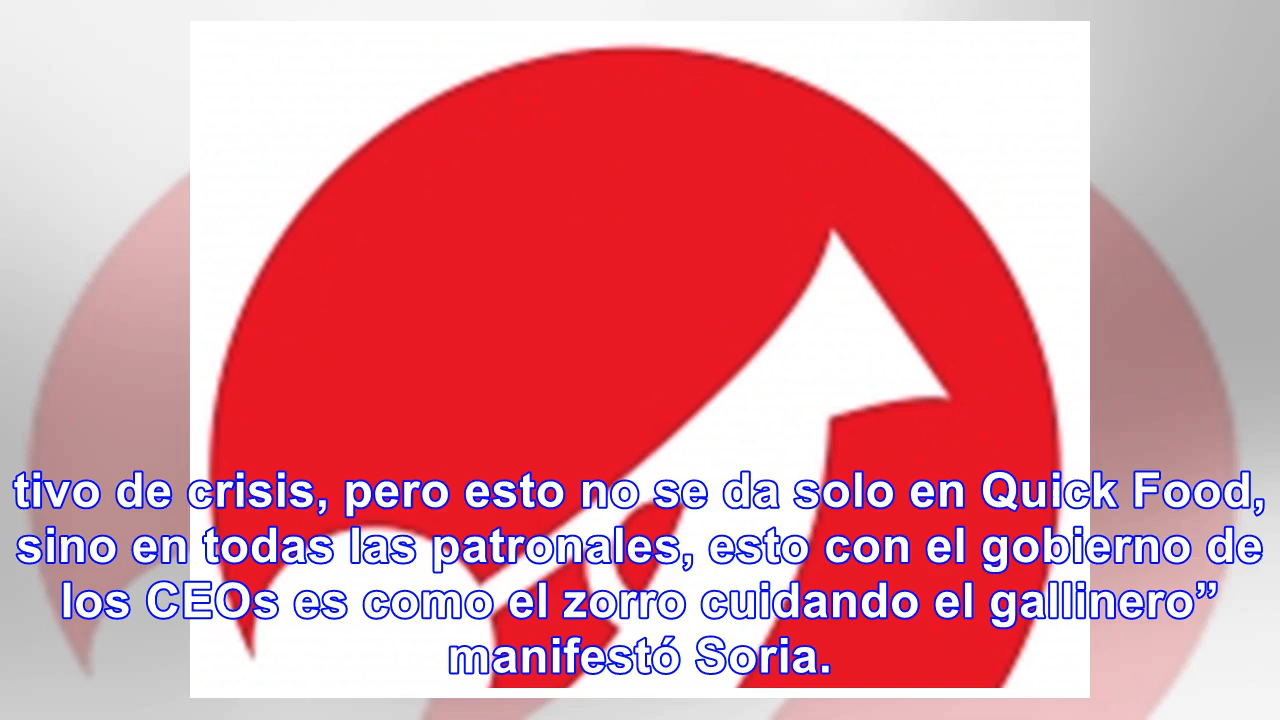 tivo de crisis, pero esto no se da solo en Quick Food,
sino en todas las patronales, esto con el gobierno de
los CEOs es como el zorro cuidando el gallinero”
manifestó Soria.